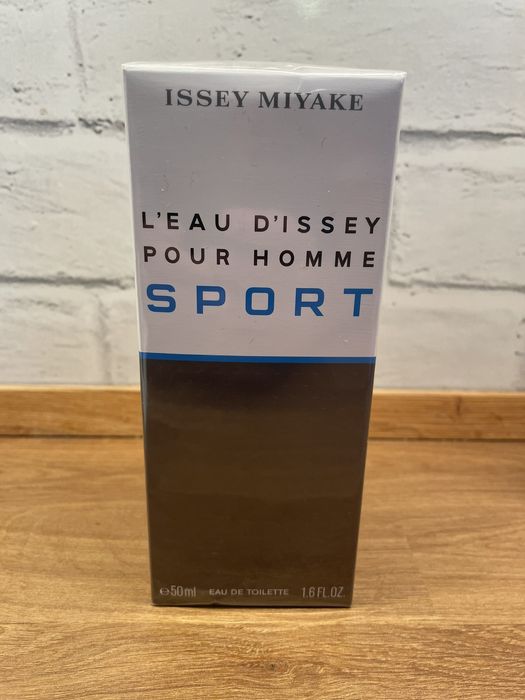 ISSEY MIYAKE
L'EAU D'ISSEY
POUR HOMME
SPORT
℮50ml EAU DE TOILETTE 1.6 FL.OZ.